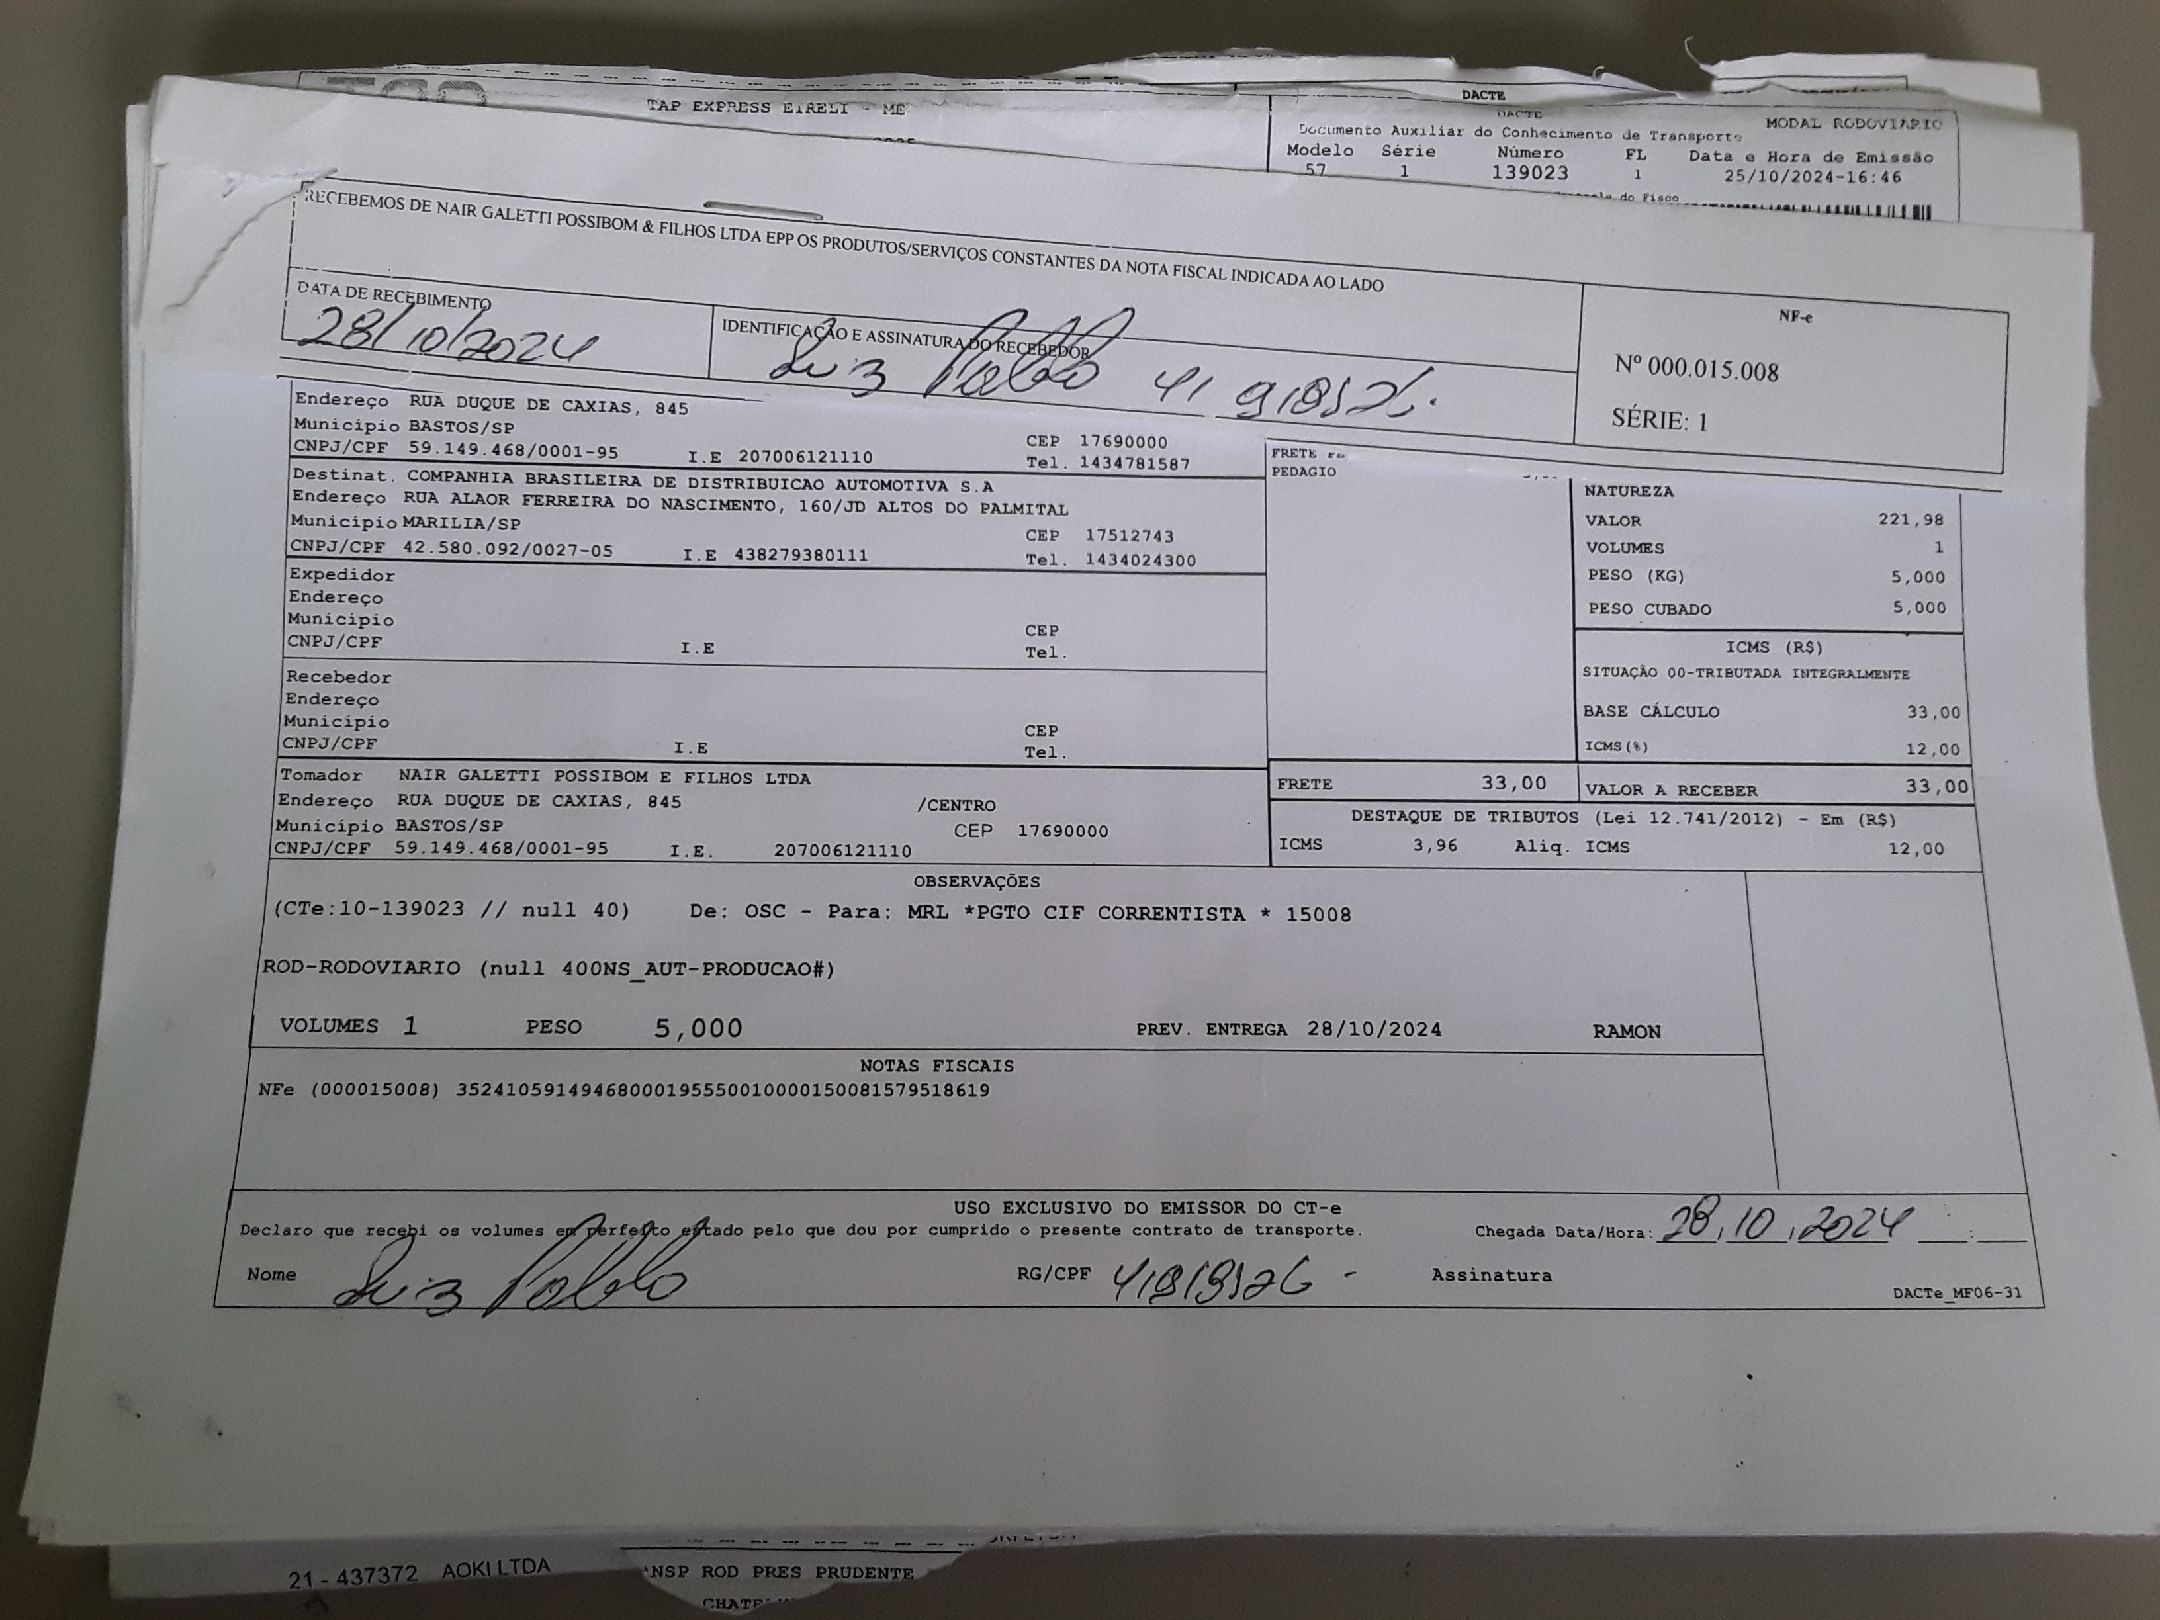 TAP EXPRESS EIRELI - ME
DACTE
DACTE
MODAL RODOVIARIO
Documento Auxiliar do Conhecimento de Transporte
Modelo Série Número FL Data e Hora de Emissão
57 1 139023 1 25/10/2024-16:46
do Fisco
RECEBEMOS DE NAIR GALETTI POSSIBOM & FILHOS LTDA EPP OS PRODUTOS/SERVIÇOS CONSTANTES DA NOTA FISCAL INDICADA AO LADO
DATA DE RECEBIMENTO
28/10/2024
IDENTIFICAÇÃO E ASSINATURA DO RECEBEDOR
Luiz Pablo
NF-e
Nº 000.015.008
SÉRIE: 1
Endereço RUA DUQUE DE CAXIAS, 845
Município BASTOS/SP CEP 17690000
CNPJ/CPF 59.149.468/0001-95 I.E 207006121110 Tel. 1434781587
Destinat. COMPANHIA BRASILEIRA DE DISTRIBUICAO AUTOMOTIVA S.A
Endereço RUA ALAOR FERREIRA DO NASCIMENTO, 160/JD ALTOS DO PALMITAL
Município MARILIA/SP CEP 17512743
CNPJ/CPF 42.580.092/0027-05 I.E 438279380111 Tel. 1434024300
Expedidor
Endereço
Município CEP
CNPJ/CPF I.E Tel.
Recebedor
Endereço
Município CEP
CNPJ/CPF I.E Tel.
Tomador NAIR GALETTI POSSIBOM E FILHOS LTDA
Endereço RUA DUQUE DE CAXIAS, 845 /CENTRO
Município BASTOS/SP CEP 17690000
CNPJ/CPF 59.149.468/0001-95 I.E. 207006121110
FRETE
PEDAGIO
NATUREZA
VALOR 221,98
VOLUMES 1
PESO (KG) 5,000
PESO CUBADO 5,000
ICMS (R$)
SITUAÇÃO 00-TRIBUTADA INTEGRALMENTE
BASE CÁLCULO 33,00
ICMS(%) 12,00
FRETE 33,00 VALOR A RECEBER 33,00
DESTAQUE DE TRIBUTOS (Lei 12.741/2012) - Em (R$)
ICMS 3,96 Aliq. ICMS 12,00
OBSERVAÇÕES
(CTe:10-139023 // null 40) De: OSC - Para: MRL *PGTO CIF CORRENTISTA * 15008
ROD-RODOVIARIO (null 400NS_AUT-PRODUCAO#)
VOLUMES 1 PESO 5,000 PREV. ENTREGA 28/10/2024 RAMON
NOTAS FISCAIS
NFe (000015008) 35241059149468000195550010000150081579518619
USO EXCLUSIVO DO EMISSOR DO CT-e
Declaro que recebi os volumes em perfeito estado pelo que dou por cumprido o presente contrato de transporte. Chegada Data/Hora: 28,10,2024 :
Nome Luiz Pablo RG/CPF Assinatura
DACTe_MF06-31
21 - 437372 AOKI LTDA
NSP ROD PRES PRUDENTE